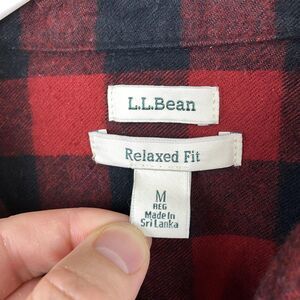 L.L.Bean
Relaxed Fit
M
REG
Made In
Sri Lanka